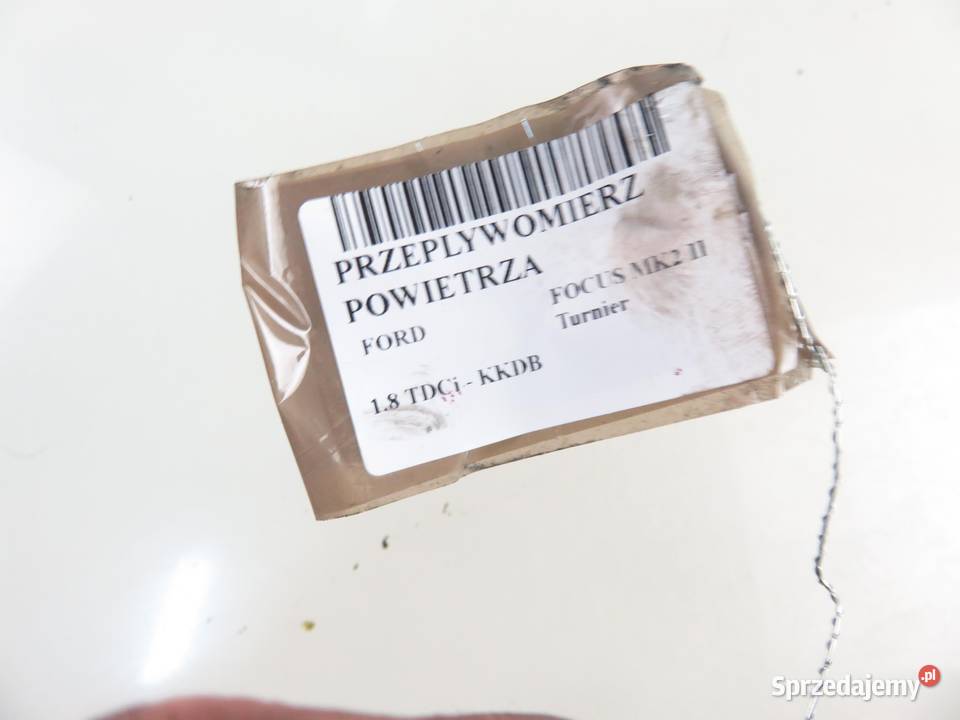 PRZEPLYWOMIERZ
POWIETRZA
FORD FOCUS MK2 II
Turnier
1.8 TDCi - KKDB
Sprzedajemy.pl